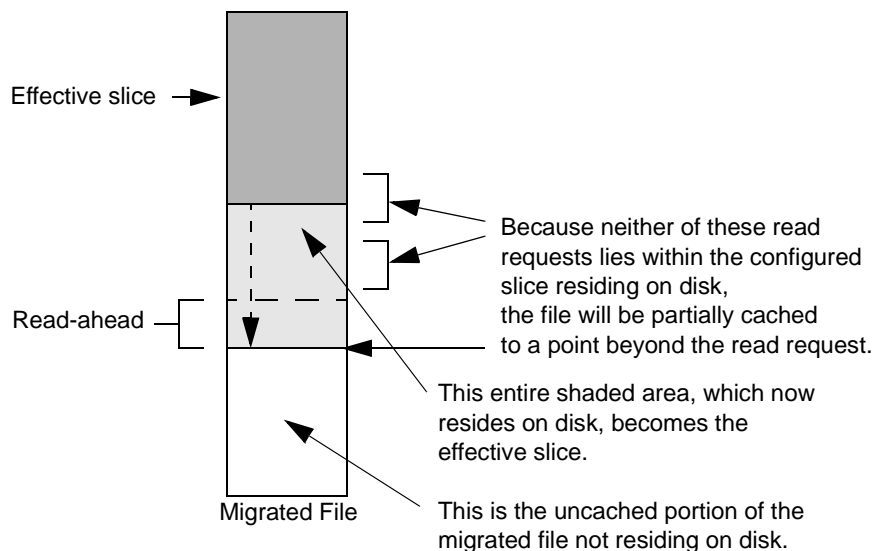 Effective slice
Because neither of these read
requests lies within the configured
slice residing on disk,
the file will be partially cached
to a point beyond the read request.
Read-ahead
This entire shaded area, which now
resides on disk, becomes the
effective slice.
Migrated File
This is the uncached portion of the
migrated file not residing on disk.